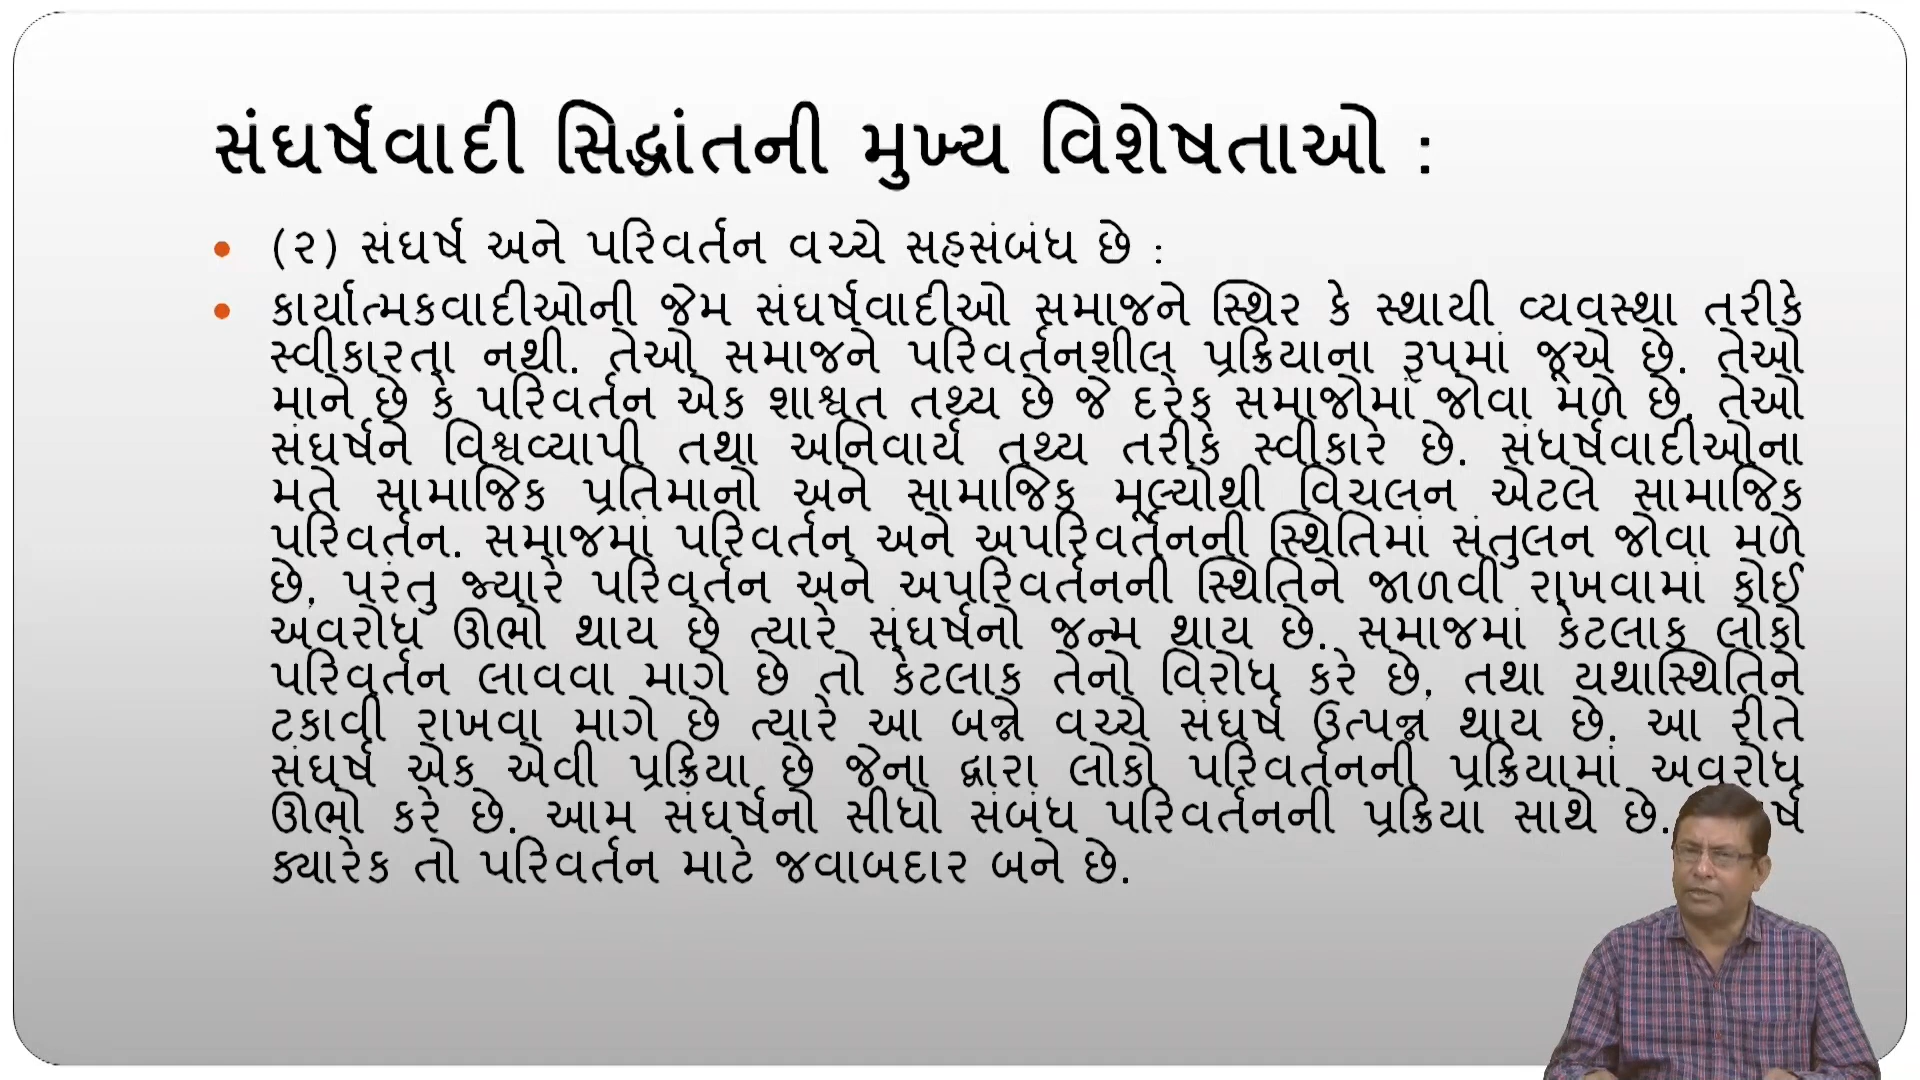 સંઘર્ષવાદી સિદ્ધાંતની મુખ્ય વિશેષતાઓ :
(૨) સંઘર્ષ અને પરિવર્તન વચ્ચે સહસંબંધ છે :
કાર્યાત્મકવાદીઓની જેમ સંઘર્ષવાદીઓ સમાજને સ્થિર કે સ્થાયી વ્યવસ્થા તરીકે
સ્વીકારતા નથી. તેઓ સમાજને પરિવર્તનશીલ પ્રક્રિયાના રૂપમાં જૂએ છે. તેઓ
માને છે કે પરિવર્તન એક શાશ્વત તથ્ય છે જે દરેક સમાજોમાં જોવા મળે છે, તેઓ
સંઘર્ષને વિશ્વવ્યાપી તથા અનિવાર્ય તથ્ય તરીકે સ્વીકારે છે. સંઘર્ષવાદીઓના
મતે સામાજિક પ્રતિમાનો અને સામાજિક મૂલ્યોથી વિચલન એટલે સામાજિક
પરિવર્તન. સમાજમાં પરિવર્તન અને અપરિવર્તનની સ્થિતિમાં સંતુલન જોવા મળે
છે, પરંતુ જ્યારે પરિવર્તન અને અપરિવર્તનની સ્થિતિને જાળવી રાખવામાં કોઈ
અવરોધ ઊભો થાય છે ત્યારે સંઘર્ષનો જન્મ થાય છે. સમાજમાં કેટલાક લોકો
પરિવર્તન લાવવા માગે છે તો કેટલાક તેનો વિરોધ કરે છે, તથા યથાસ્થિતિને
ટકાવી રાખવા માગે છે ત્યારે આ બન્ને વચ્ચે સંઘર્ષ ઉત્પન્ન થાય છે. આ રીતે
સંઘર્ષ એક એવી પ્રક્રિયા છે જેના દ્વારા લોકો પરિવર્તનની પ્રક્રિયામાં અવરોધ
ઊભો કરે છે. આમ સંઘર્ષનો સીધો સંબંધ પરિવર્તનની પ્રક્રિયા સાથે છે.
ક્યારેક તો પરિવર્તન માટે જવાબદાર બને છે.